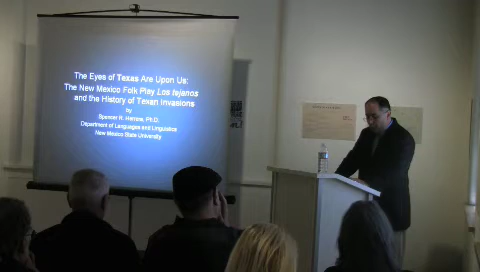 The Eyes of Texas Are Upon Us:
The New Mexico Folk Play Los tejanos
and the History of Texan Invasions
by
Spencer R. Herrera, Ph.D.
Department of Languages and Linguistics
New Mexico State University